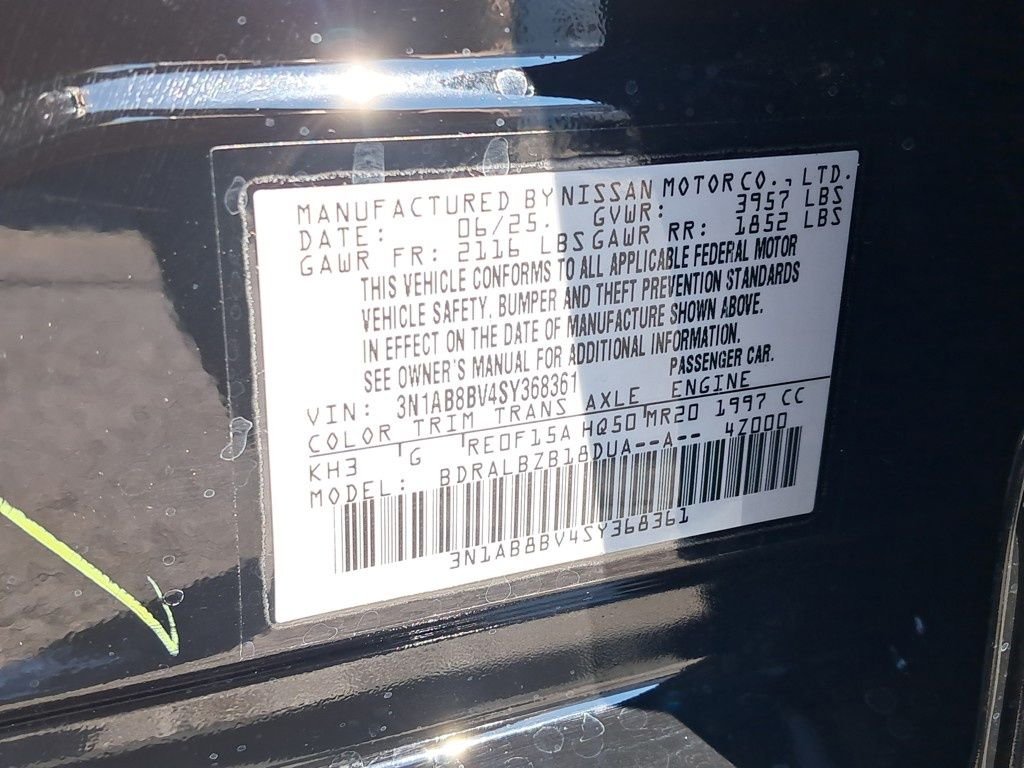 MANUFACTURED BY NISSAN MOTOR CO., LTD.
DATE: 06/25. GVWR: 3957 LBS
GAWR FR: 2116 LBS GAWR RR: 1852 LBS
THIS VEHICLE CONFORMS TO ALL APPLICABLE FEDERAL MOTOR
VEHICLE SAFETY, BUMPER AND THEFT PREVENTION STANDARDS
IN EFFECT ON THE DATE OF MANUFACTURE SHOWN ABOVE.
SEE OWNER'S MANUAL FOR ADDITIONAL INFORMATION.
VIN: 3N1AB8BV4SY368361 PASSENGER CAR.
COLOR TRIM TRANS AXLE ENGINE
KH3 G RE0F15A HQ50 MR20 1997 CC
MODEL: BDRALBZB18DUA--A-- 4Z000
3N1AB8BV4SY368361